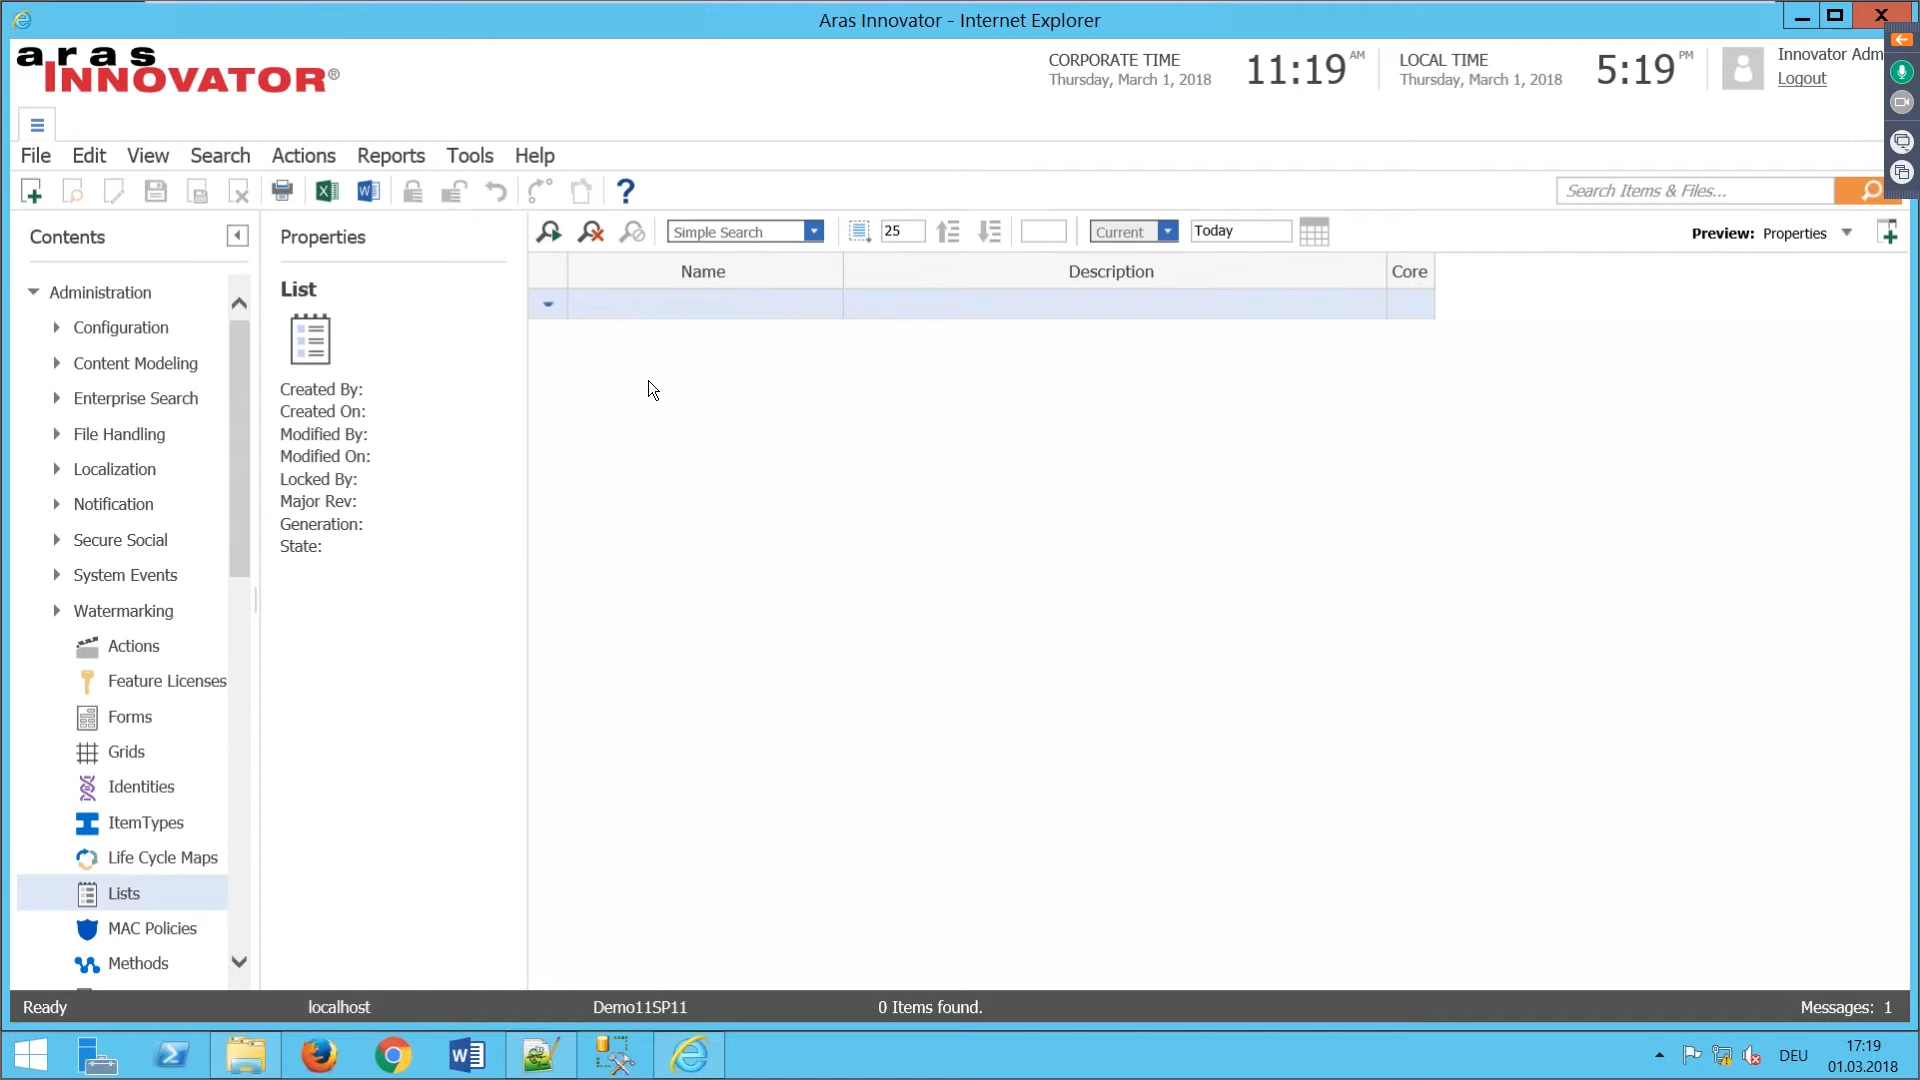 Aras Innovator - Internet Explorer
aras
INNOVATOR®
CORPORATE TIME
Thursday, March 1, 2018
11:19 AM
LOCAL TIME
Thursday, March 1, 2018
5:19 PM
Innovator Adm
Logout
File Edit View Search Actions Reports Tools Help
Search Items & Files...
Contents
Properties
Simple Search
25
Current
Today
Preview: Properties
Name Description Core
Administration
Configuration
Content Modeling
Enterprise Search
File Handling
Localization
Notification
Secure Social
System Events
Watermarking
Actions
Feature Licenses
Forms
Grids
Identities
ItemTypes
Life Cycle Maps
Lists
MAC Policies
Methods
List
Created By:
Created On:
Modified By:
Modified On:
Locked By:
Major Rev:
Generation:
State:
Ready localhost Demo11SP11 0 Items found. Messages: 1
DEU
17:19
01.03.2018